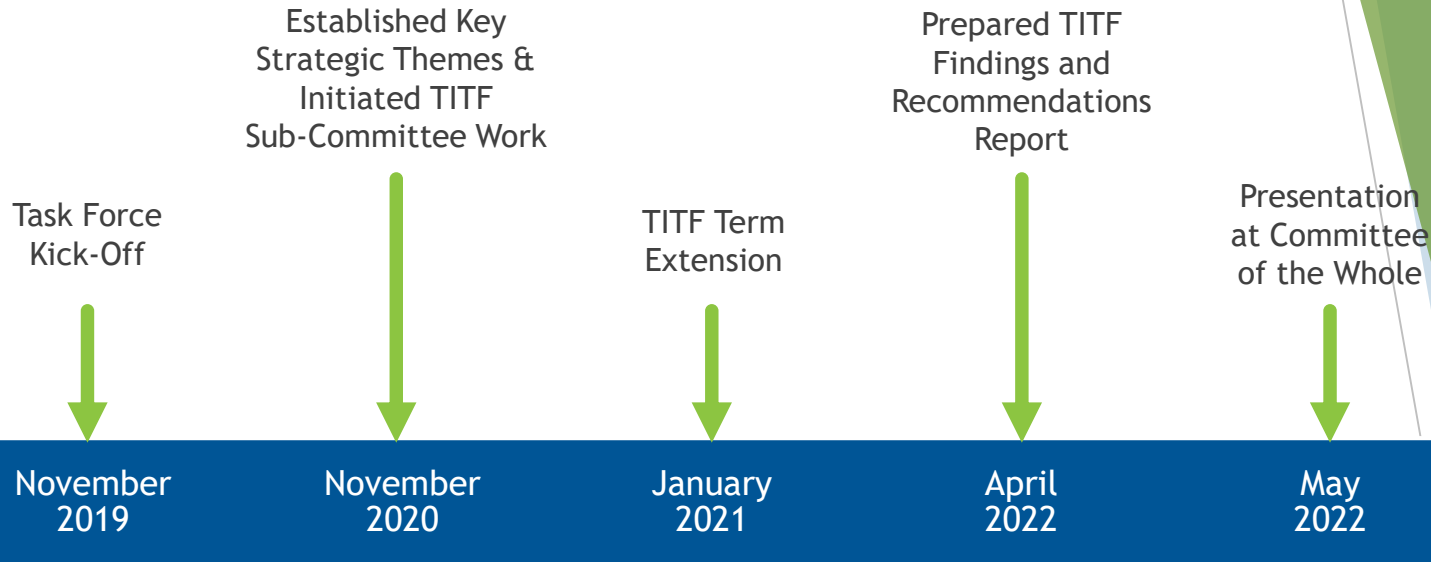 Task Force
Kick-Off
Established Key
Strategic Themes &
Initiated TITF
Sub-Committee Work
TITF Term
Extension
Prepared TITF
Findings and
Recommendations
Report
Presentation
at Committee
of the Whole
November
2019
November
2020
January
2021
April
2022
May
2022